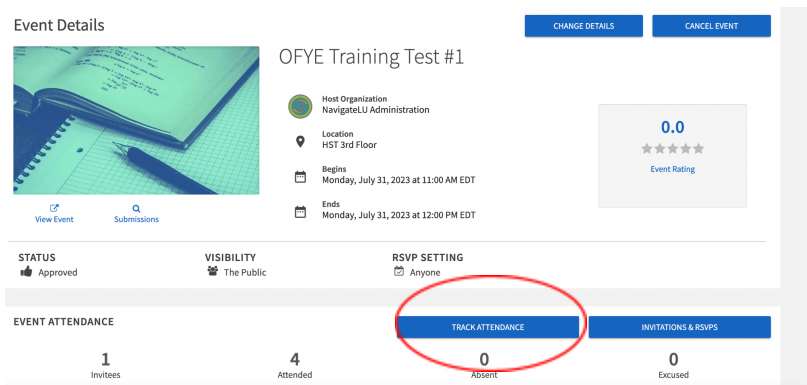 Event Details
CHANGE DETAILS
CANCEL EVENT
OFYE Training Test #1
Host Organization
NavigateLU Administration
Location
HST 3rd Floor
Begins
Monday, July 31, 2023 at 11:00 AM EDT
Ends
Monday, July 31, 2023 at 12:00 PM EDT
0.0
Event Rating
View Event
Submissions
STATUS
Approved
VISIBILITY
The Public
RSVP SETTING
Anyone
EVENT ATTENDANCE
TRACK ATTENDANCE
INVITATIONS & RSVPS
1
Invitees
4
Attended
0
Absent
0
Excused